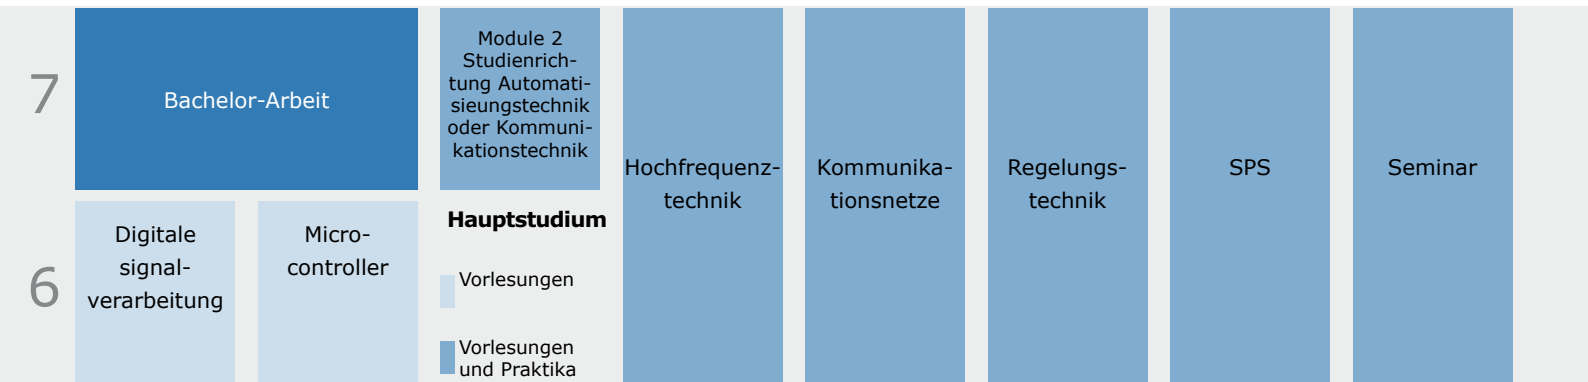 7
Bachelor-Arbeit
Module 2
Studienrich-
tung Automati-
sieungstechnik
oder Kommuni-
kationstechnik
Hochfrequenz-
technik
Kommunika-
tionsnetze
Regelungs-
technik
SPS
Seminar
6
Digitale
signal-
verarbeitung
Micro-
controller
Hauptstudium
Vorlesungen
Vorlesungen
und Praktika